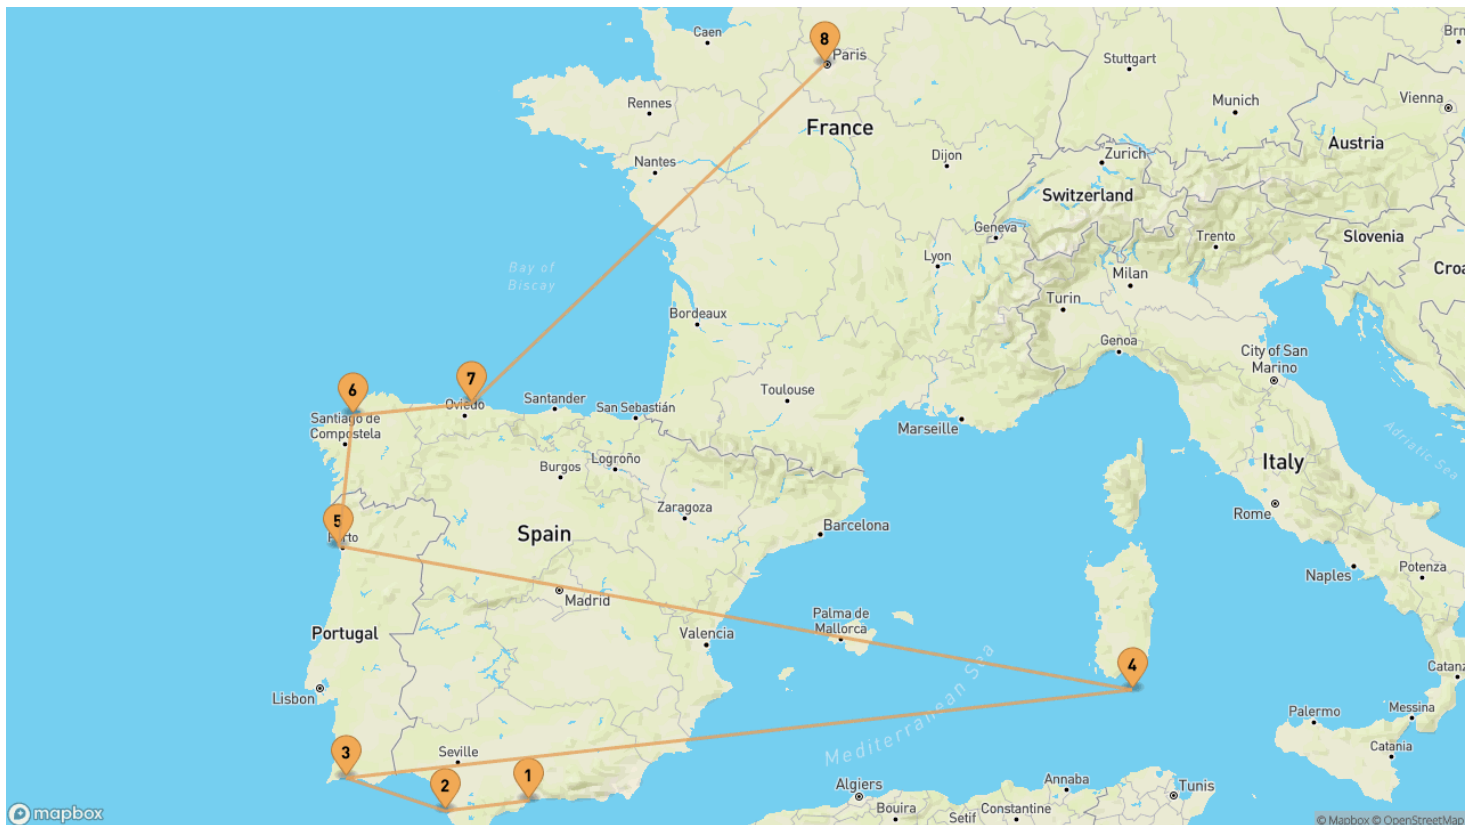 Caen
8
Paris
Stuttgart
Brn
Munich
Vienna
Rennes
France
Austria
Nantes
Dijon
Zurich
Switzerland
Geneva
Trento
Slovenia
Lyon
Milan
Croa
Bay of
Biscay
Turin
Bordeaux
Genoa
City of San
Marino
7
6
Toulouse
Oviedo
Santander
San Sebastián
Santiago de
Compostela
Marseille
Adriatic Sea
Burgos
Logroño
Italy
Zaragoza
Rome
5
Porto
Spain
Barcelona
Naples
Potenza
Madrid
Palma de
Mallorca
Portugal
Valencia
4
Catanz
Lisbon
Mediterranean Sea
Palermo
Messina
3
Seville
Catania
2
1
Algiers
Annaba
Tunis
Bouira
Setif
Constantine
mapbox
© Mapbox © OpenStreetMap